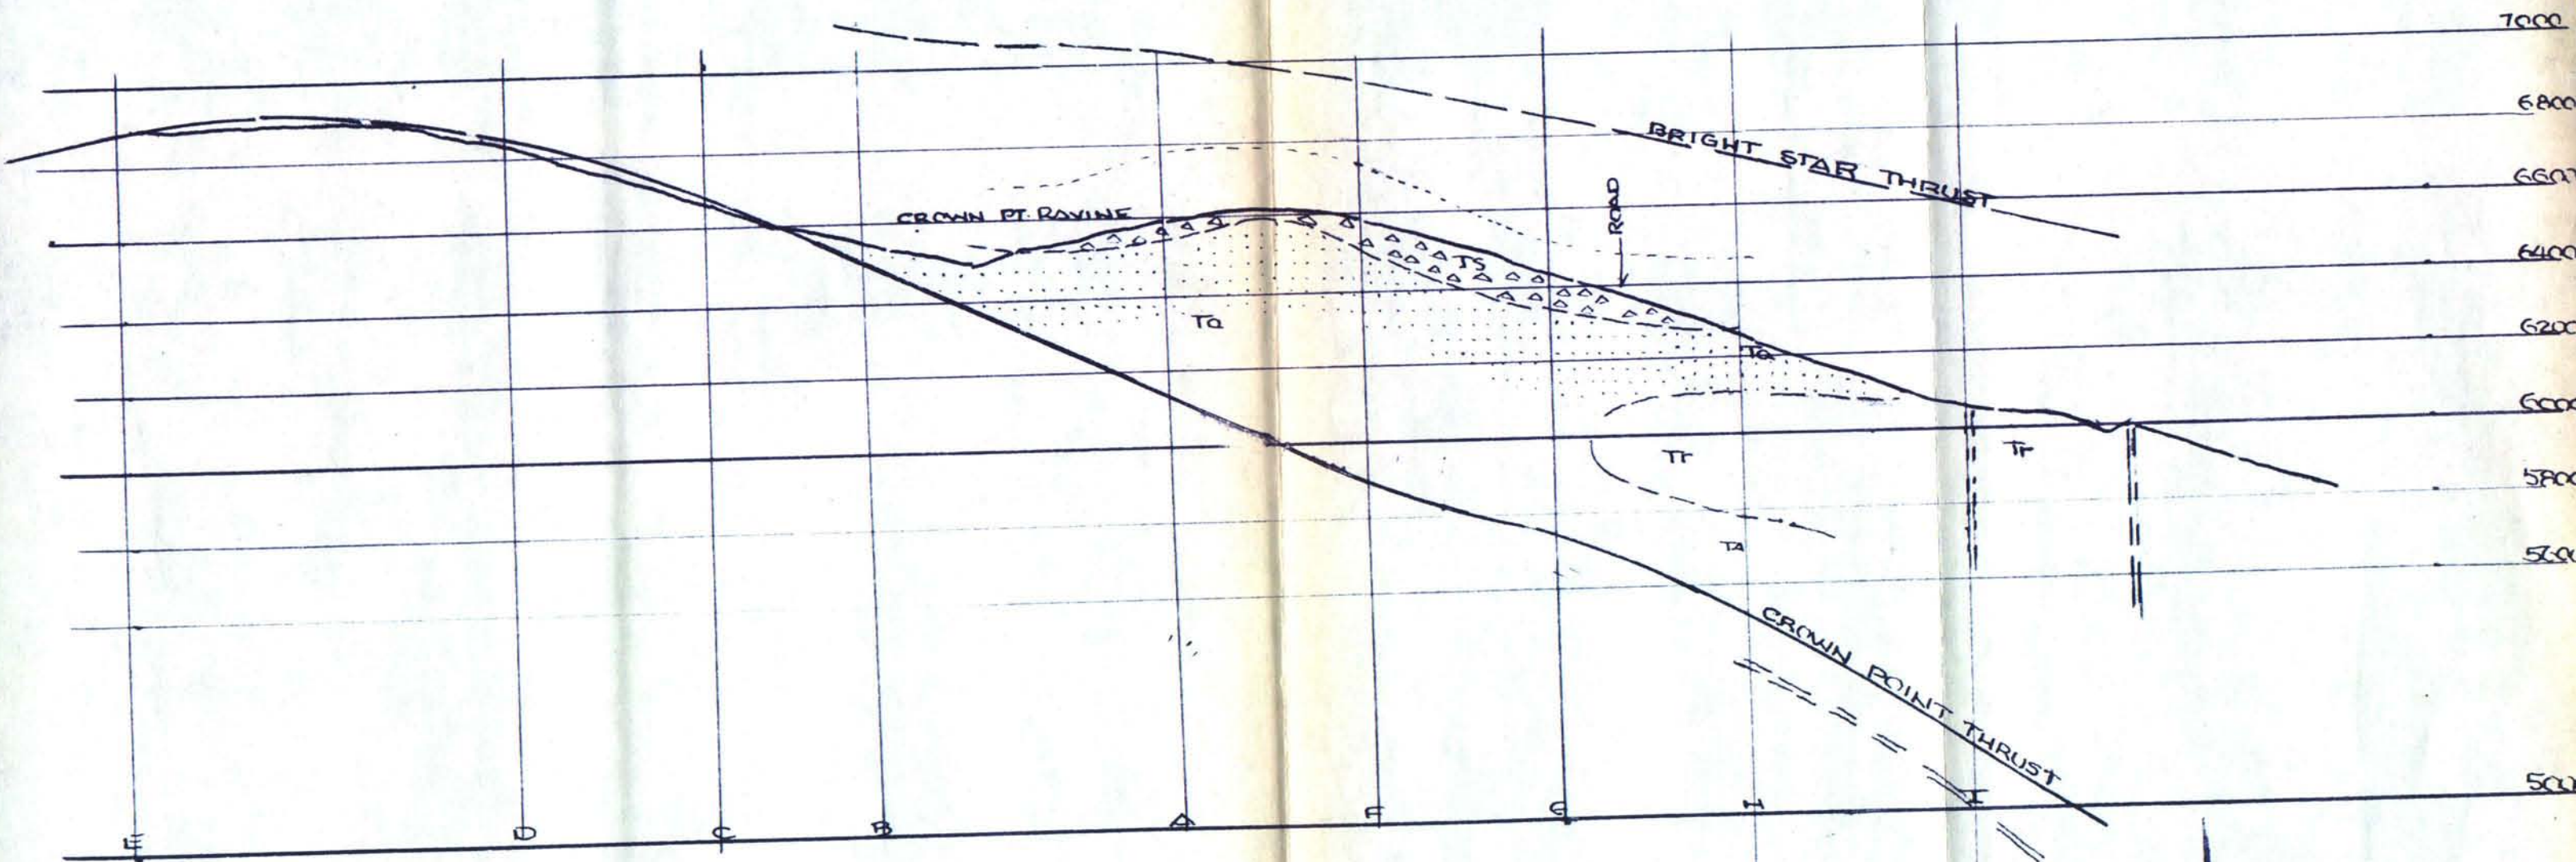 7000
6800
BRIGHT STAR THRUST
6600
ROAD
CROWN PT. RAVINE
6400
TS
6200
Ta
Ta
6000
Tr
Tr
5800
TA
5600
CROWN POINT THRUST
5000
E
D
C
B
A
F
G
H
I